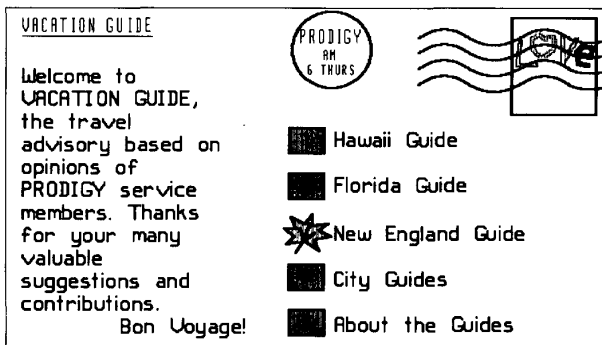 VACATION GUIDE
Welcome to
VACATION GUIDE,
the travel
advisory based on
opinions of
PRODIGY service
members. Thanks
for your many
valuable
suggestions and
contributions.
Bon Voyage!
PRODIGY
AM
6 THURS
Hawaii Guide
Florida Guide
New England Guide
City Guides
About the Guides